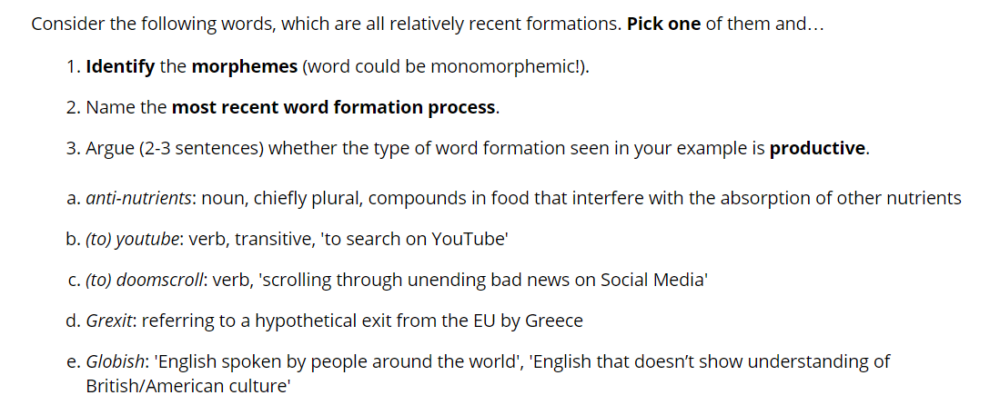 Consider the following words, which are all relatively recent formations. Pick one of them and…
1. Identify the morphemes (word could be monomorphemic!).
2. Name the most recent word formation process.
3. Argue (2-3 sentences) whether the type of word formation seen in your example is productive.
a. anti-nutrients: noun, chiefly plural, compounds in food that interfere with the absorption of other nutrients
b. (to) youtube: verb, transitive, 'to search on YouTube'
c. (to) doomscroll: verb, 'scrolling through unending bad news on Social Media'
d. Grexit: referring to a hypothetical exit from the EU by Greece
e. Globish: 'English spoken by people around the world', 'English that doesn’t show understanding of
British/American culture'